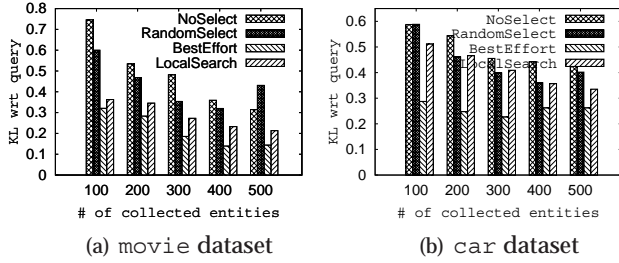 KL wrt query
0.8
0.7
0.6
0.5
0.4
0.3
0.2
0.1
0
NoSelect
RandomSelect
BestEffort
LocalSearch
100 200 300 400 500
# of collected entities
(a) movie dataset
KL wrt query
0.6
0.5
0.4
0.3
0.2
0.1
0
NoSelect
RandomSelect
BestEffort
LocalSearch
100 200 300 400 500
# of collected entities
(b) car dataset